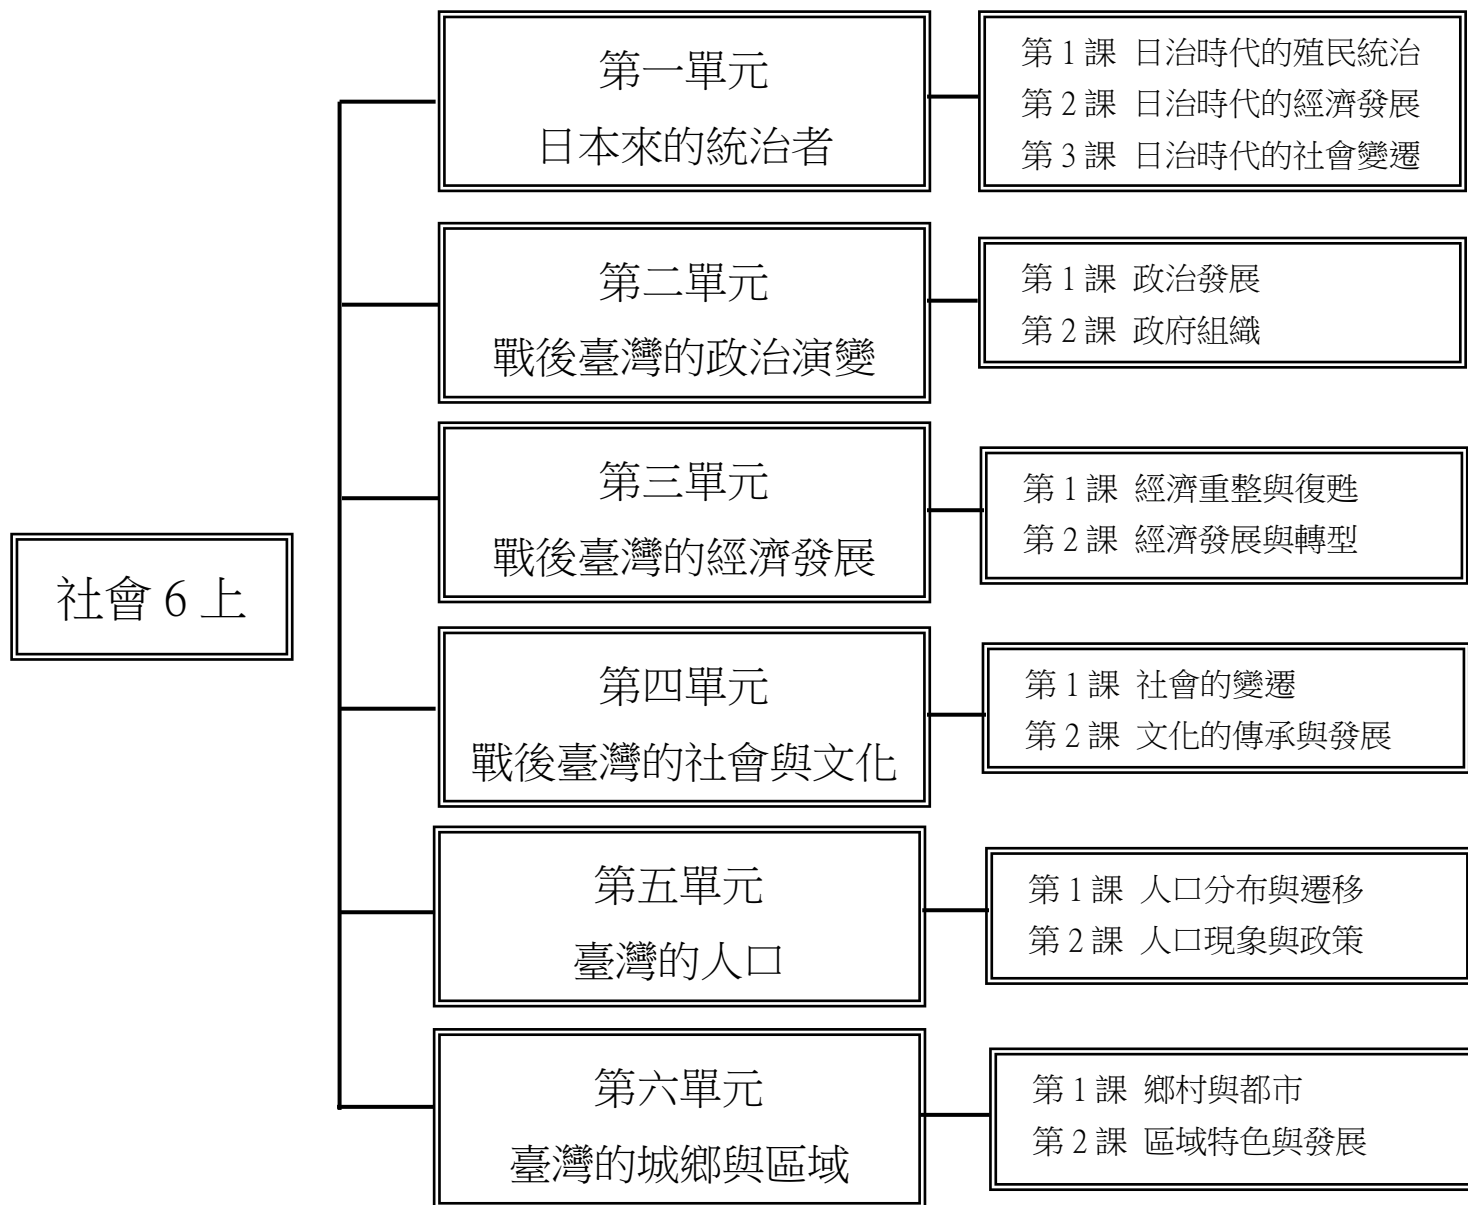 社會 6 上
第一單元
日本來的統治者
第 1 課 日治時代的殖民統治
第 2 課 日治時代的經濟發展
第 3 課 日治時代的社會變遷
第二單元
戰後臺灣的政治演變
第 1 課 政治發展
第 2 課 政府組織
第三單元
戰後臺灣的經濟發展
第 1 課 經濟重整與復甦
第 2 課 經濟發展與轉型
第四單元
戰後臺灣的社會與文化
第 1 課 社會的變遷
第 2 課 文化的傳承與發展
第五單元
臺灣的人口
第 1 課 人口分布與遷移
第 2 課 人口現象與政策
第六單元
臺灣的城鄉與區域
第 1 課 鄉村與都市
第 2 課 區域特色與發展